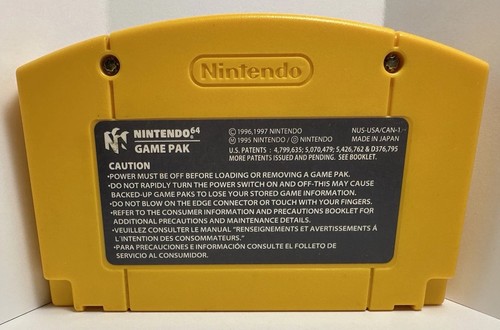 Nintendo
NINTENDO 64
GAME PAK
© 1996,1997 NINTENDO
NUS-USA/CAN-1
Ⓜ 1995 NINTENDO / Ⓓ NINTENDO
MADE IN JAPAN
U.S. PATENTS : 4,799,635; 5,070,479; 5,426,762 & D376,795
MORE PATENTS ISSUED AND PENDING. SEE BOOKLET.
CAUTION
•POWER MUST BE OFF BEFORE LOADING OR REMOVING A GAME PAK.
•DO NOT RAPIDLY TURN THE POWER SWITCH ON AND OFF-THIS MAY CAUSE
BACKED-UP GAME PAKS TO LOSE YOUR STORED GAME INFORMATION.
•DO NOT BLOW ON THE EDGE CONNECTOR OR TOUCH WITH YOUR FINGERS.
•REFER TO THE CONSUMER INFORMATION AND PRECAUTIONS BOOKLET FOR
ADDITIONAL PRECAUTIONS AND MAINTENANCE DETAILS.
•VEUILLEZ CONSULTER LE MANUEL "RENSEIGNEMENTS ET AVERTISSEMENTS Á
L'INTENTION DES CONSOMMATEURS."
•PARA PRECAUCIONES E INFORMACIÓN CONSULTE EL FOLLETO DE
SERVICIO AL CONSUMIDOR.